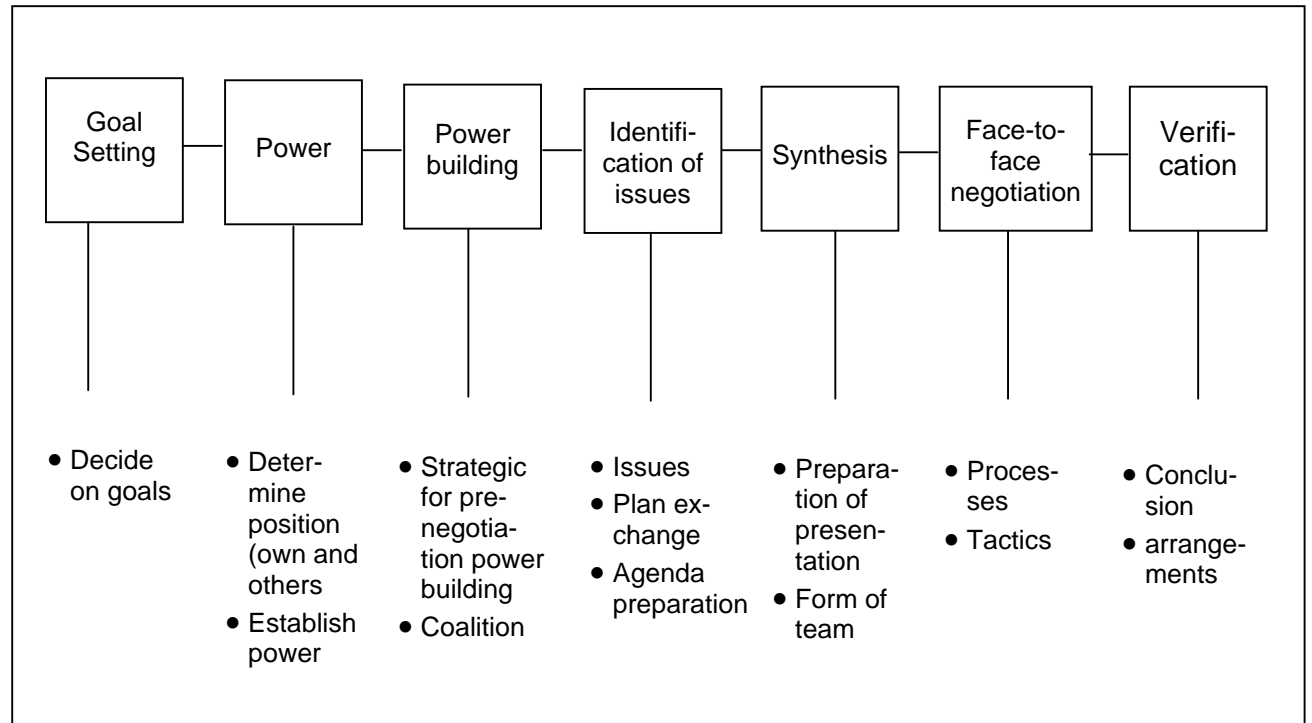 Goal
Setting
Power
Power
building
Identifi-
cation of
issues
Synthesis
Face-to-
face
negotiation
Verifi-
cation
• Decide
on goals
• Deter-
mine
position
(own and
others
• Establish
power
• Strategic
for pre-
negotia-
tion power
building
• Coalition
• Issues
• Plan ex-
change
• Agenda
preparation
• Prepara-
tion of
presen-
tation
• Form of
team
• Proces-
ses
• Tactics
• Conclu-
sion
• arrange-
ments